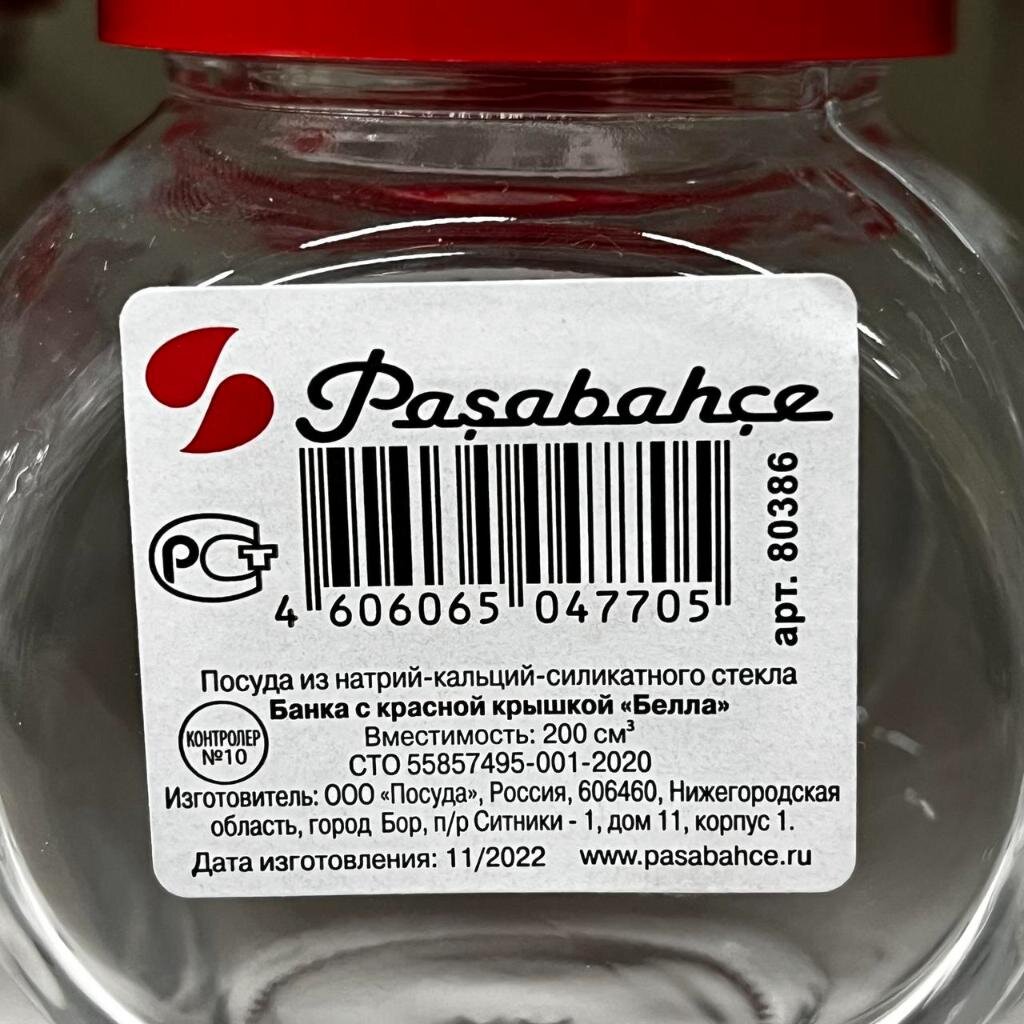 Paşabahçe
арт. 80386
РСТ
4 606065 047705
Посуда из натрий-кальций-силикатного стекла
Банка с красной крышкой «Белла»
КОНТРОЛЕР
№10
Вместимость: 200 см³
СТО 55857495-001-2020
Изготовитель: ООО «Посуда», Россия, 606460, Нижегородская
область, город Бор, п/р Ситники - 1, дом 11, корпус 1.
Дата изготовления: 11/2022 www.pasabahce.ru